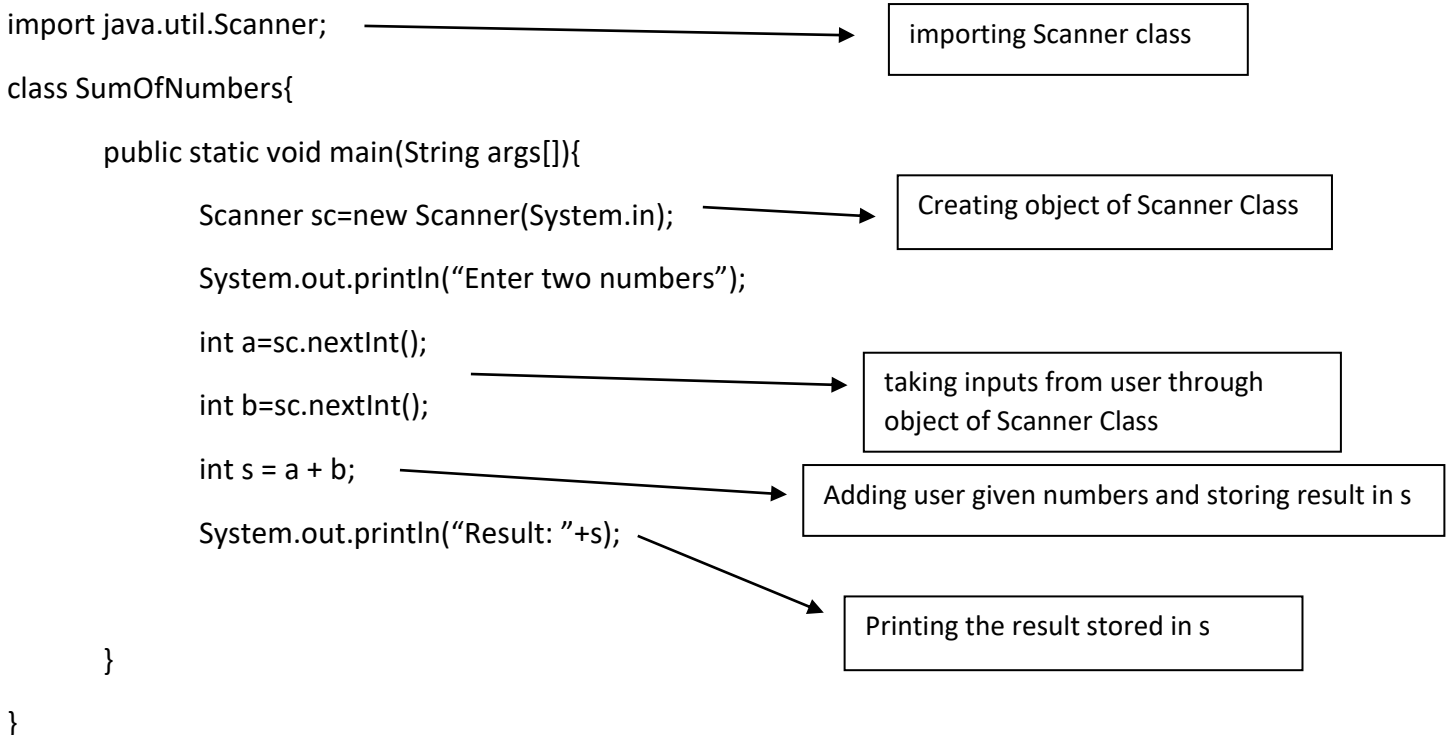 import java.util.Scanner;
importing Scanner class
class SumOfNumbers{
public static void main(String args[]){
Scanner sc=new Scanner(System.in);
Creating object of Scanner Class
System.out.println(“Enter two numbers”);
int a=sc.nextInt();
int b=sc.nextInt();
taking inputs from user through
object of Scanner Class
int s = a + b;
Adding user given numbers and storing result in s
System.out.println(“Result: ”+s);
Printing the result stored in s
}
}